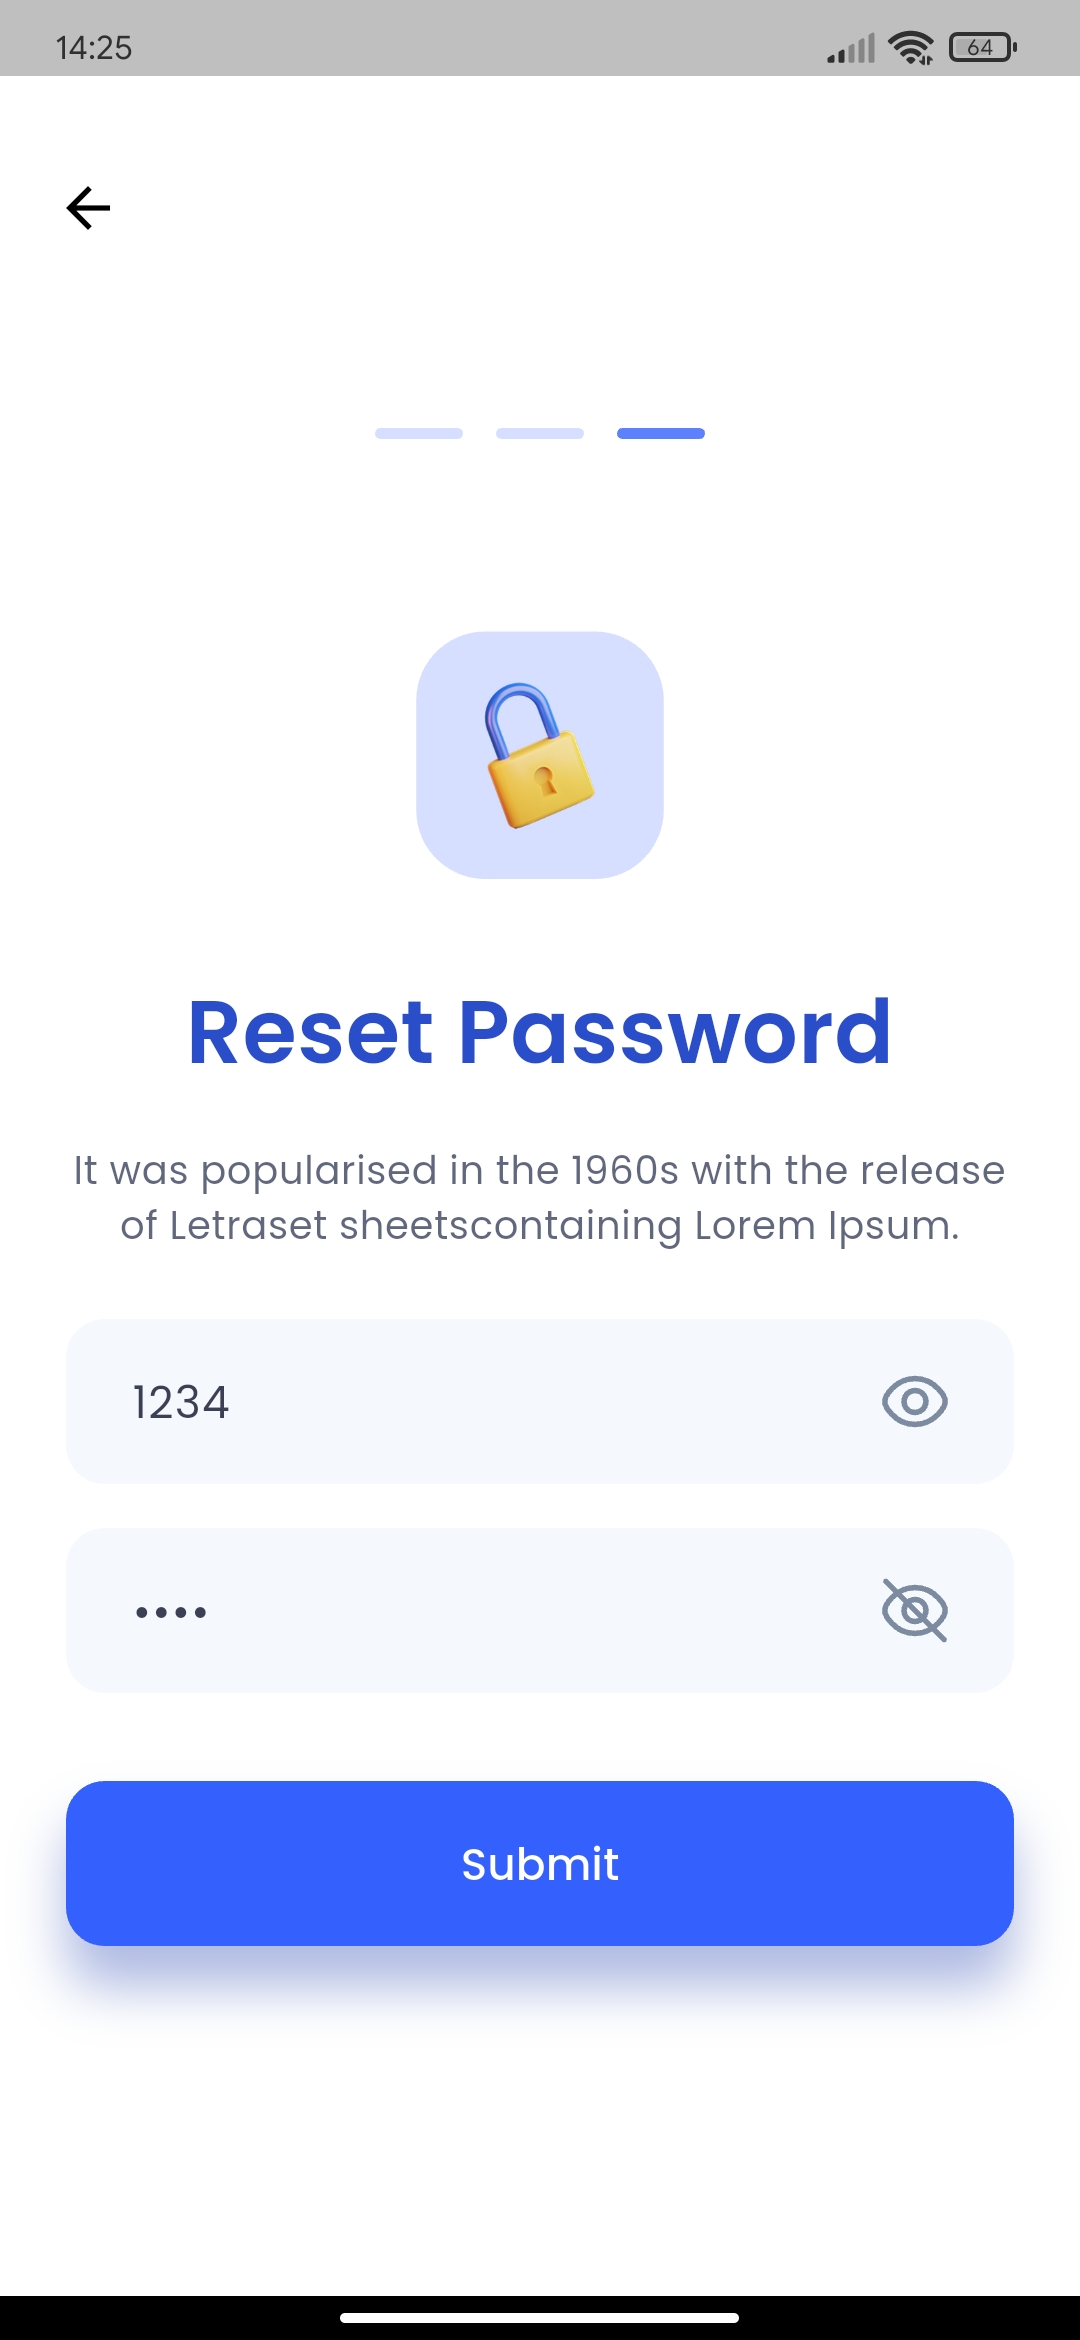 14:25
64
Reset Password
It was popularised in the 1960s with the release
of Letraset sheetscontaining Lorem Ipsum.
1234
••••
Submit